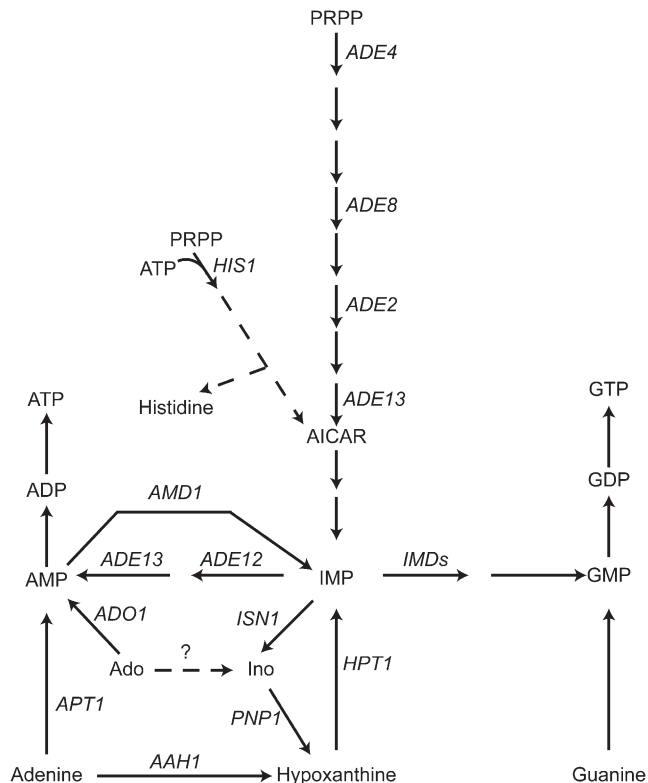 PRPP
ADE4
ADE8
PRPP
ATP
HIS1
ADE2
ATP
Histidine
ADE13
GTP
AICAR
ADP
AMD1
GDP
ADE13
ADE12
IMDs
AMP
IMP
GMP
ADO1
ISN1
?
Ado
Ino
HPT1
APT1
PNP1
AAH1
Adenine
Hypoxanthine
Guanine